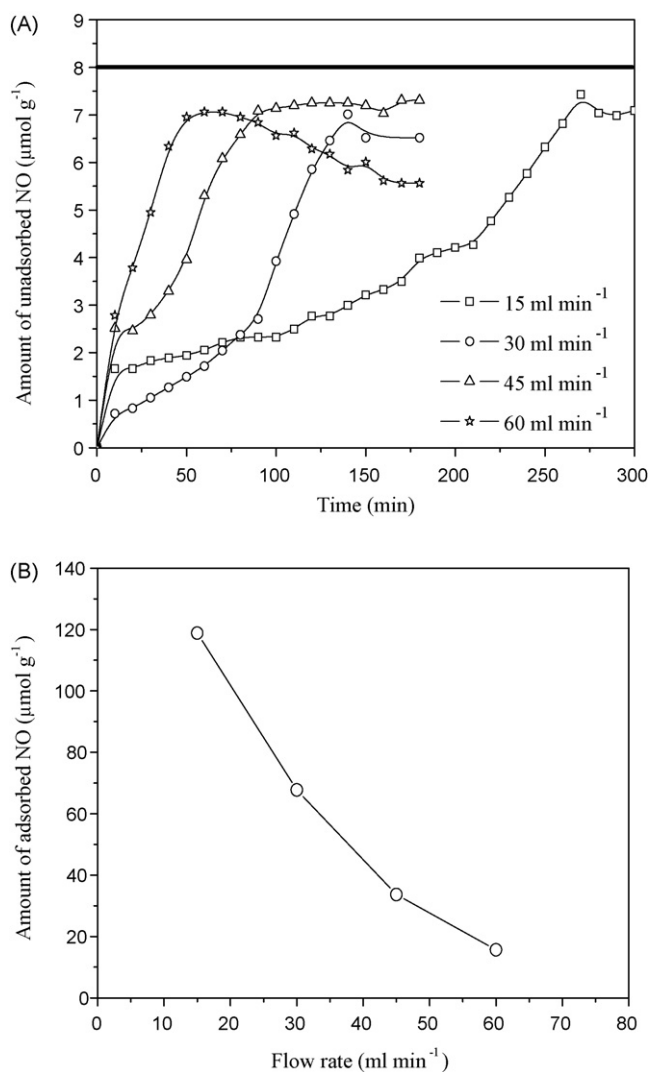 (A)
9
8
7
6
5
4
3
2
1
0
Amount of unadsorbed NO (μmol g⁻¹)
15 ml min⁻¹
30 ml min⁻¹
45 ml min⁻¹
60 ml min⁻¹
0 50 100 150 200 250 300
Time (min)
(B)
140
120
100
80
60
40
20
0
Amount of adsorbed NO (μmol g⁻¹)
0 10 20 30 40 50 60 70 80
Flow rate (ml min⁻¹)